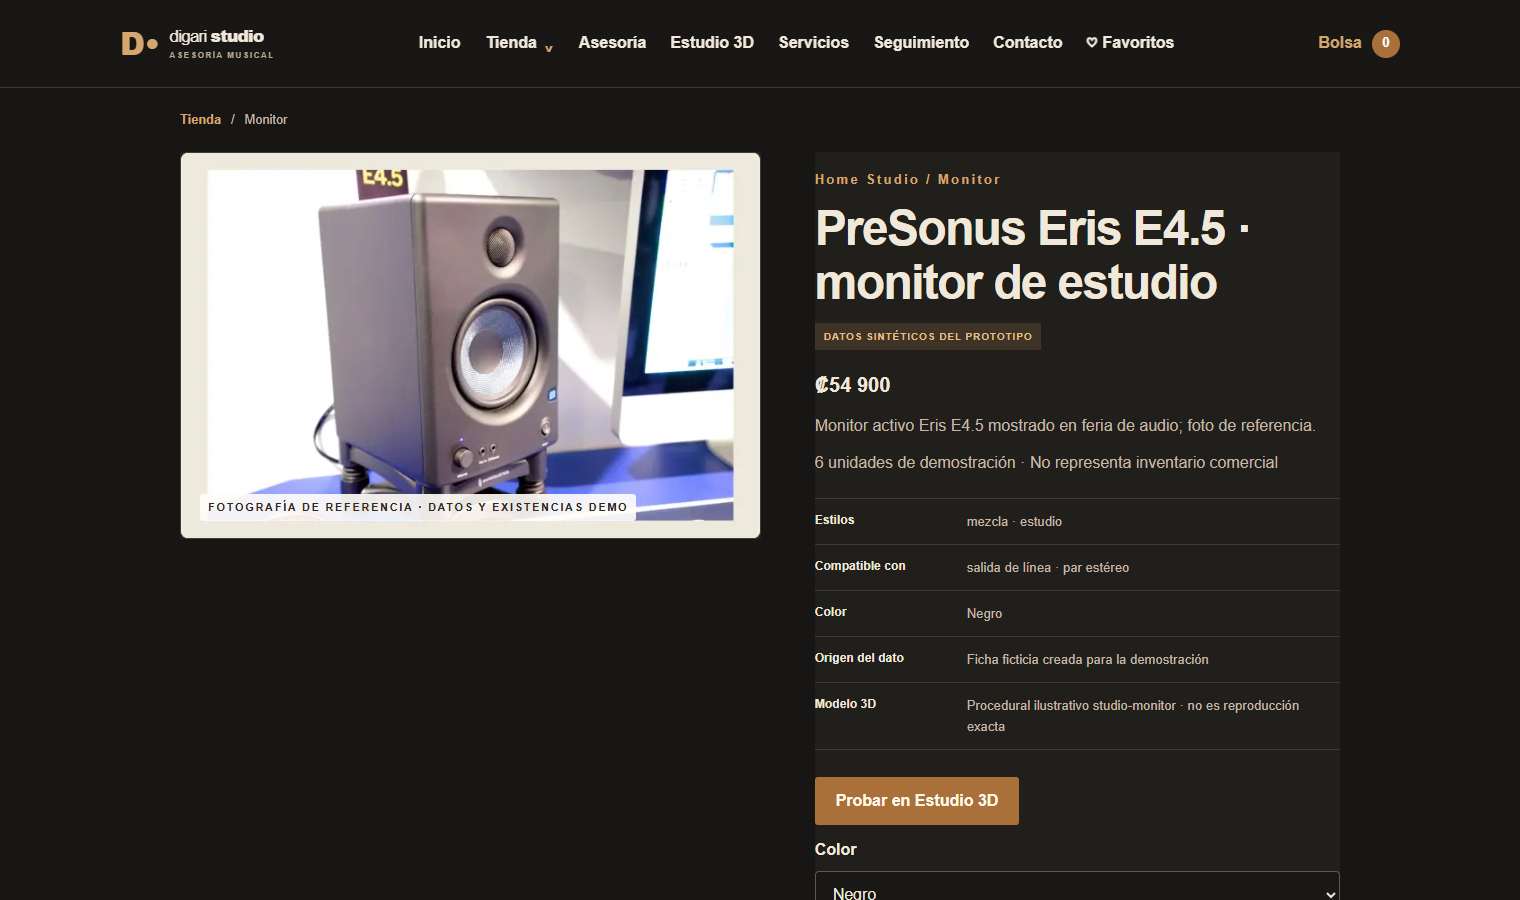 D•
digari studio
ASESORÍA MUSICAL
Inicio
Tienda v
Asesoría
Estudio 3D
Servicios
Seguimiento
Contacto
♡ Favoritos
Bolsa 0
Tienda / Monitor
E4.5
FOTOGRAFÍA DE REFERENCIA · DATOS Y EXISTENCIAS DEMO
Home Studio / Monitor
PreSonus Eris E4.5 ·
monitor de estudio
DATOS SINTÉTICOS DEL PROTOTIPO
₡54 900
Monitor activo Eris E4.5 mostrado en feria de audio; foto de referencia.
6 unidades de demostración · No representa inventario comercial
Estilos mezcla · estudio
Compatible con salida de línea · par estéreo
Color Negro
Origen del dato Ficha ficticia creada para la demostración
Modelo 3D Procedural ilustrativo studio-monitor · no es reproducción
exacta
Probar en Estudio 3D
Color
Negro